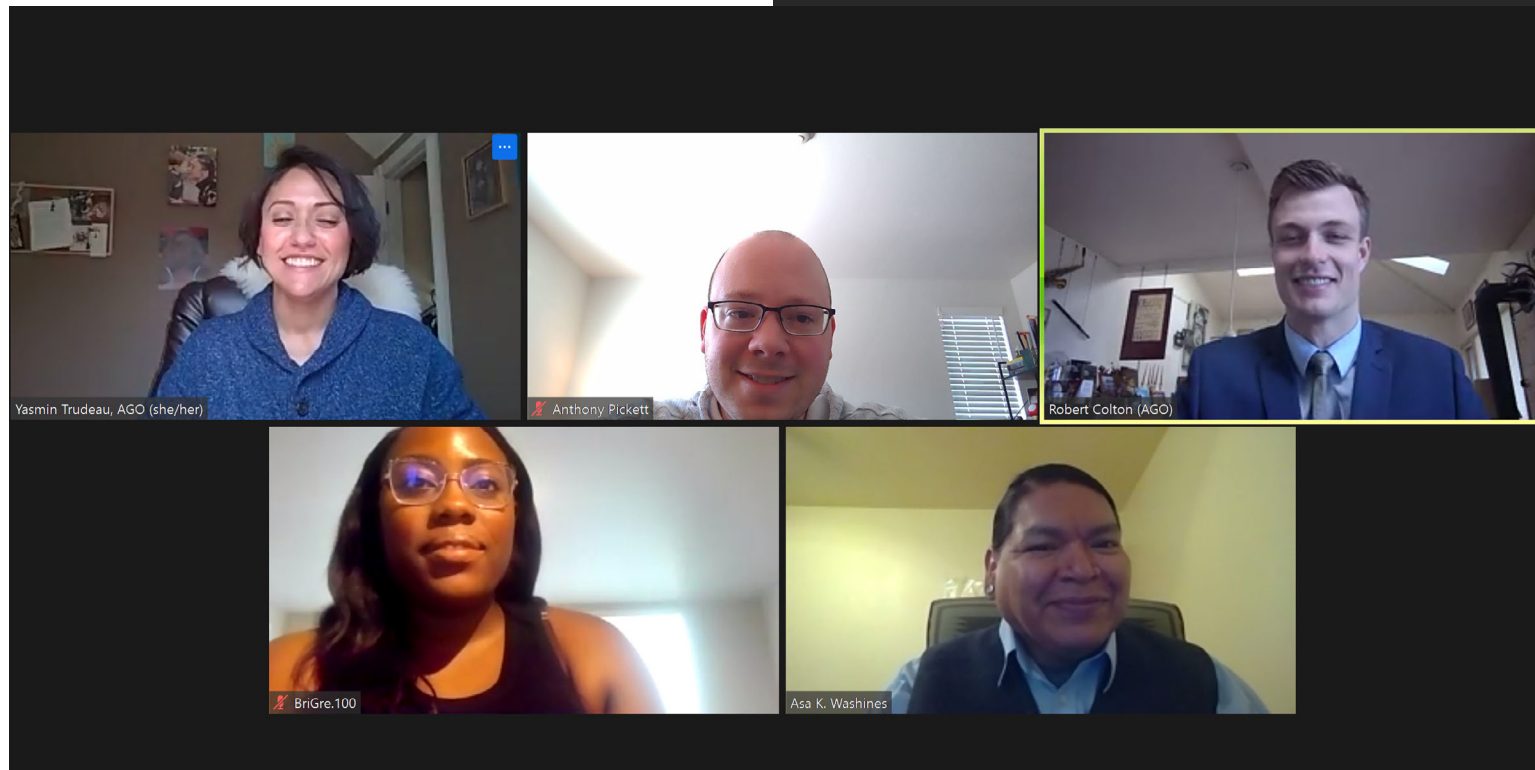 Yasmin Trudeau, AGO (she/her)
Anthony Pickett
Robert Colton (AGO)
BriGre.100
Asa K. Washines